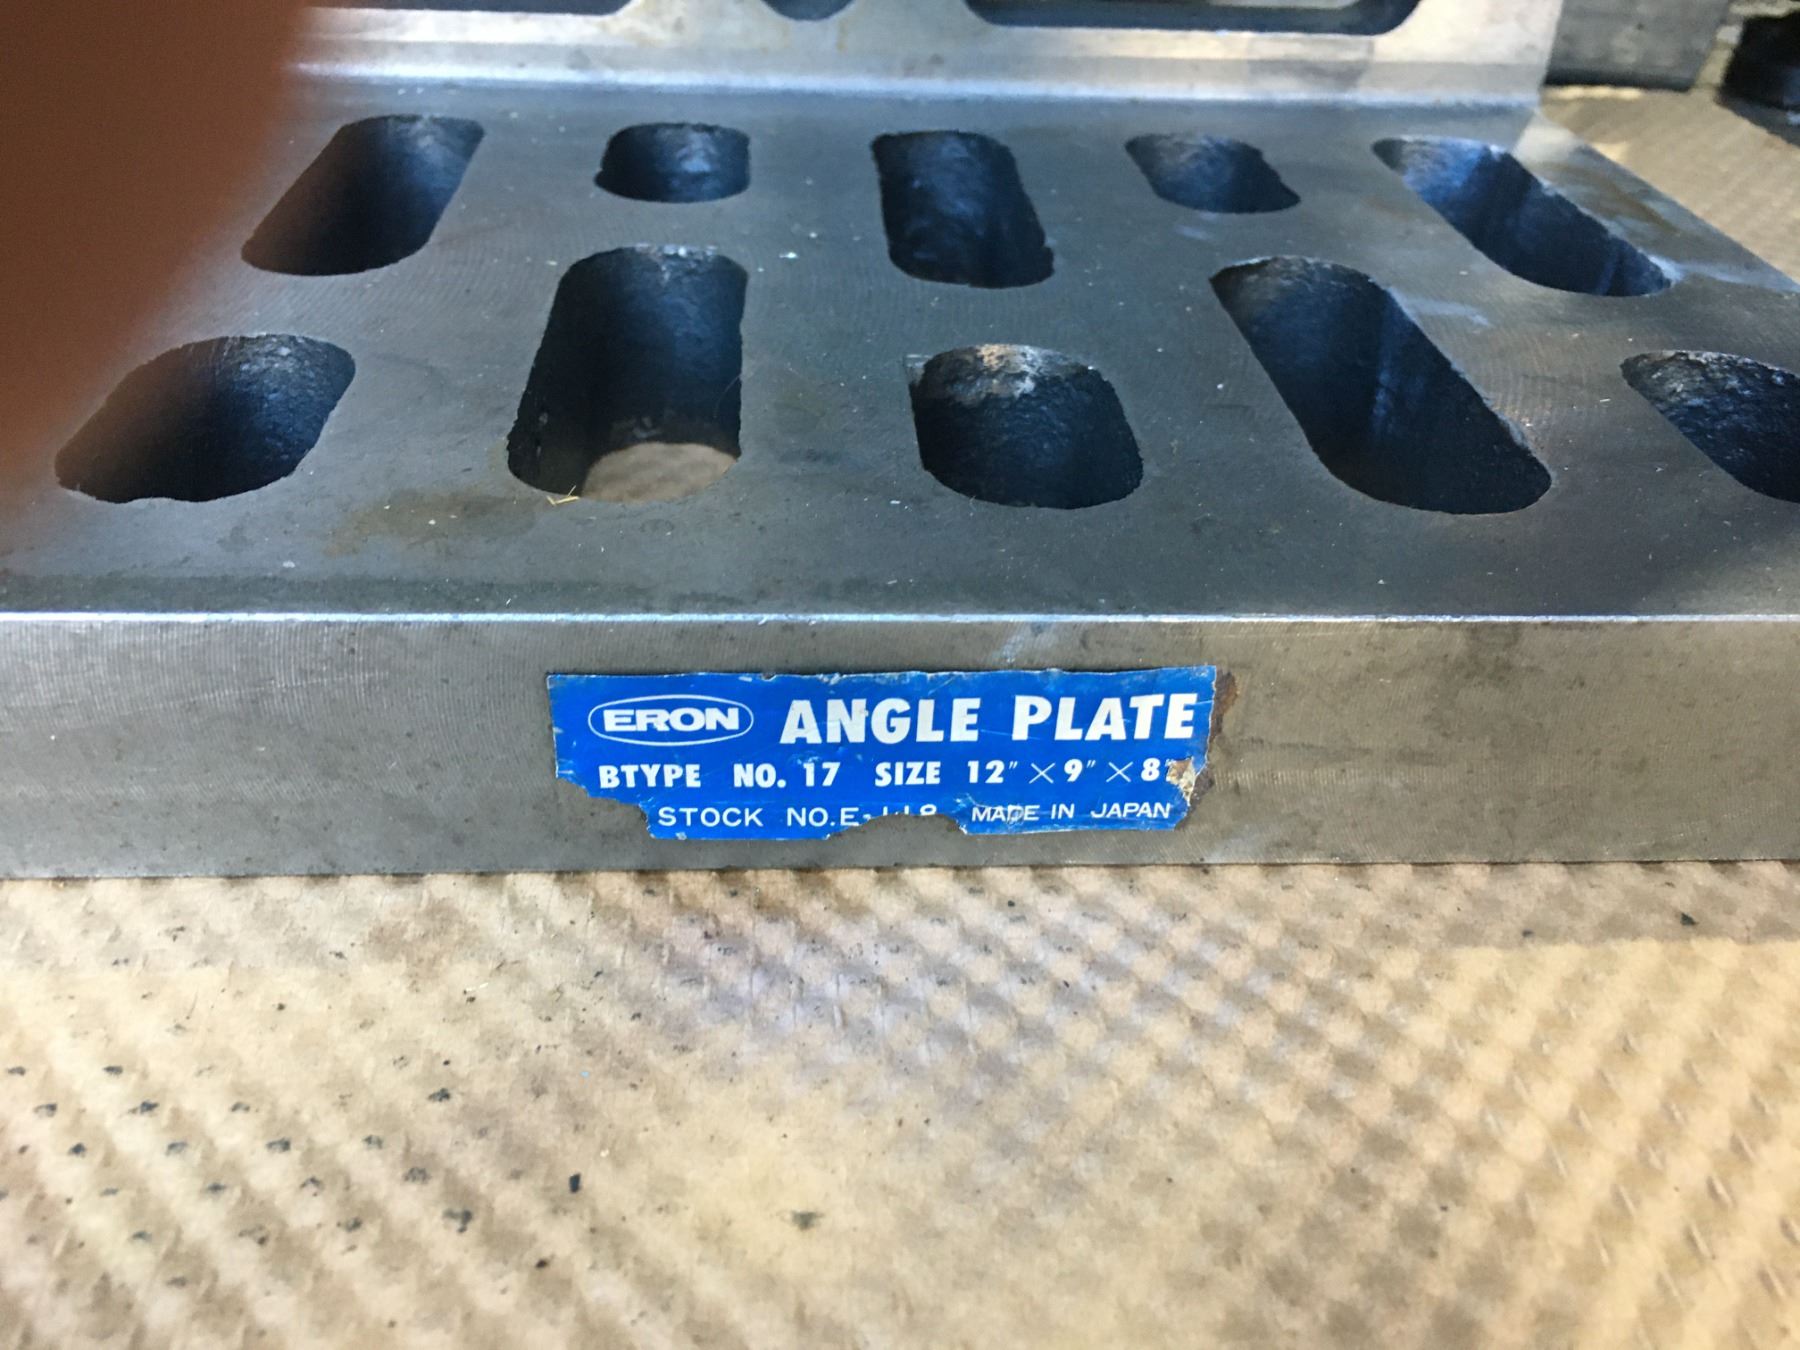 ERON ANGLE PLATE
BTYPE NO. 17 SIZE 12" × 9" × 8"
STOCK NO. MADE IN JAPAN